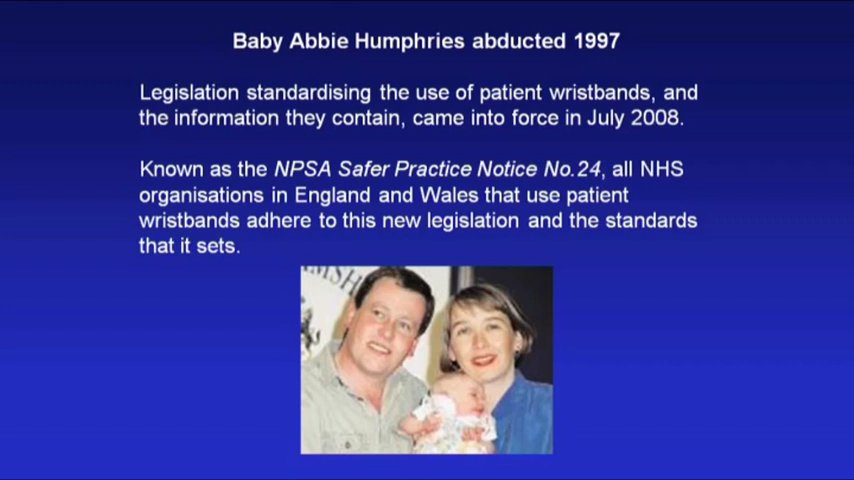 Baby Abbie Humphries abducted 1997
Legislation standardising the use of patient wristbands, and
the information they contain, came into force in July 2008.
Known as the NPSA Safer Practice Notice No.24, all NHS
organisations in England and Wales that use patient
wristbands adhere to this new legislation and the standards
that it sets.